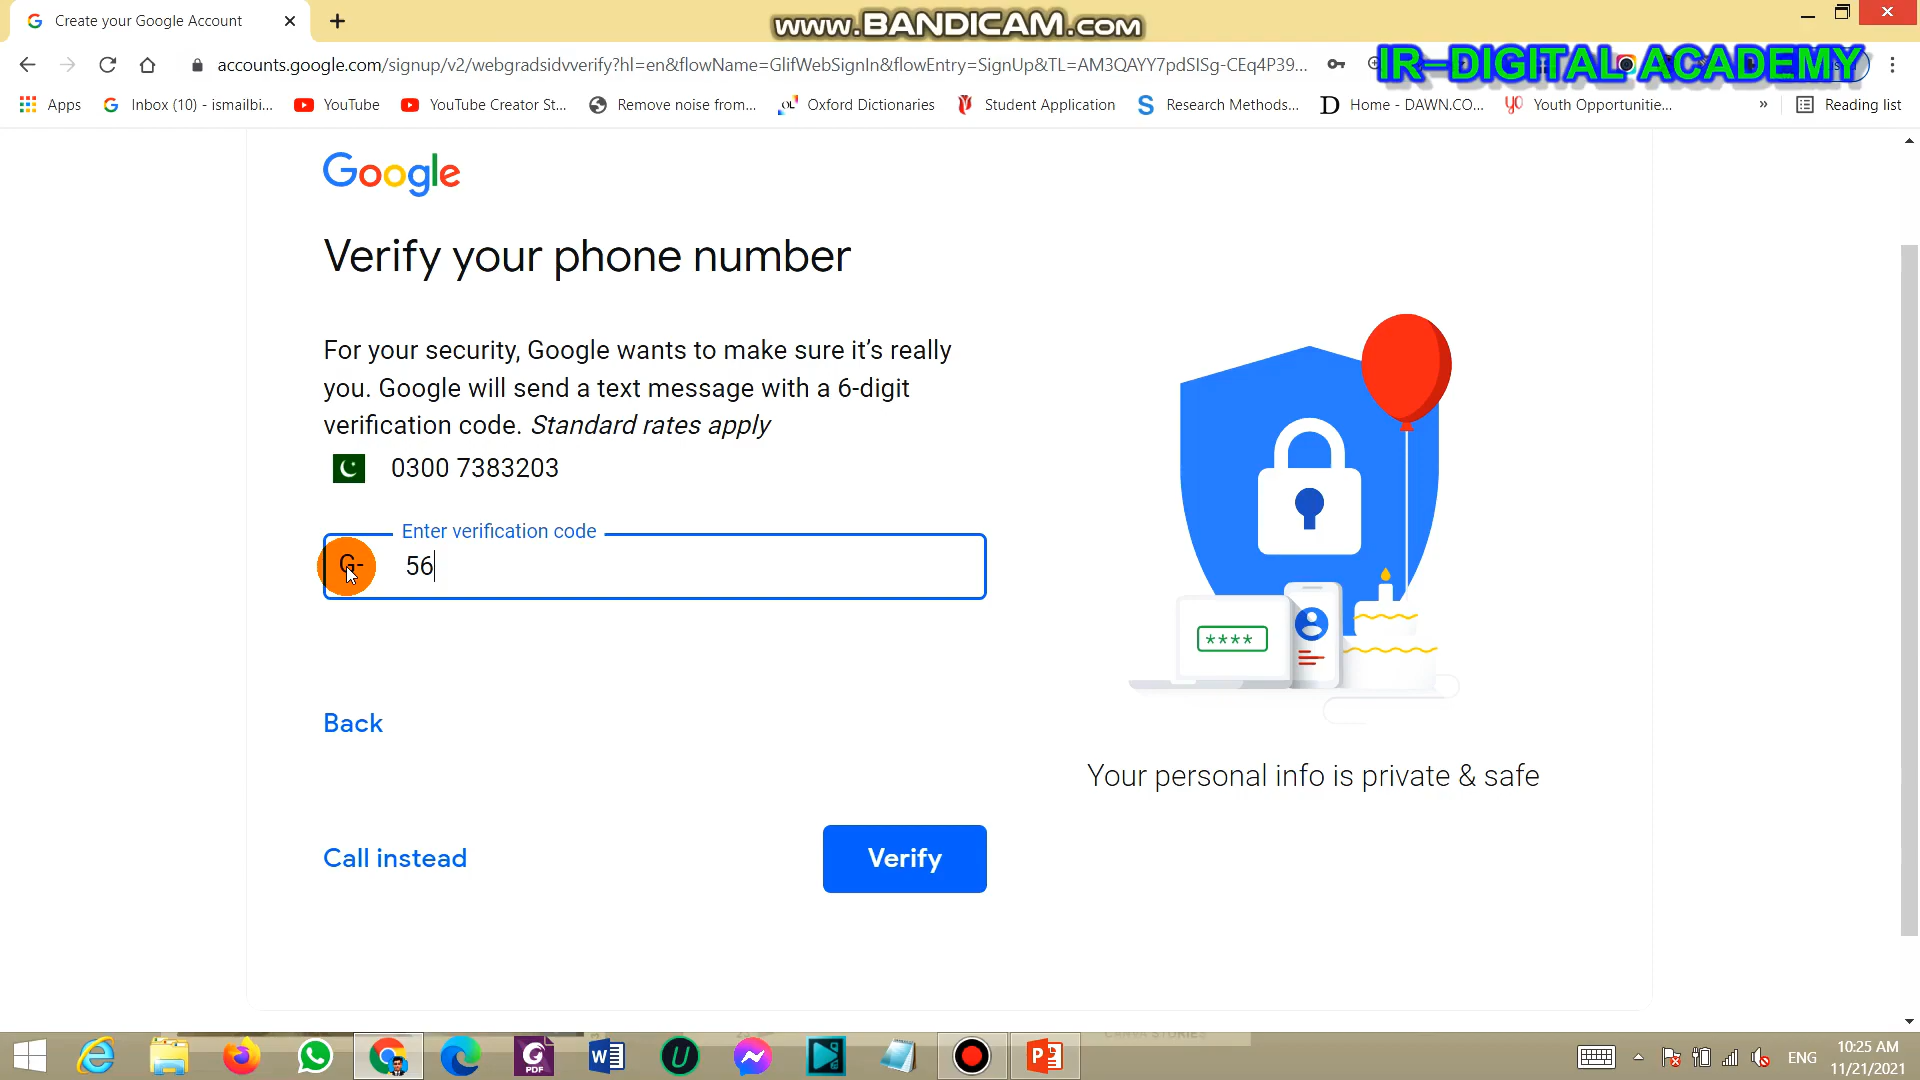 Create your Google Account
www.BANDICAM.com
accounts.google.com/signup/v2/webgradsidvverify?hl=en&flowName=GlifWebSignIn&flowEntry=SignUp&TL=AM3QAYY7pdSISg-CEq4P39...
IR-DIGITAL ACADEMY
Apps
Inbox (10) - ismailbi...
YouTube
YouTube Creator St...
Remove noise from...
Oxford Dictionaries
Student Application
Research Methods...
Home - DAWN.CO...
Youth Opportunitie...
»
Reading list
Google
Verify your phone number
For your security, Google wants to make sure it's really
you. Google will send a text message with a 6-digit
verification code. Standard rates apply
0300 7383203
Enter verification code
G- 56
****
Back
Your personal info is private & safe
Call instead
Verify
CANVA STORIES
PDF
ENG
10:25 AM
11/21/2021